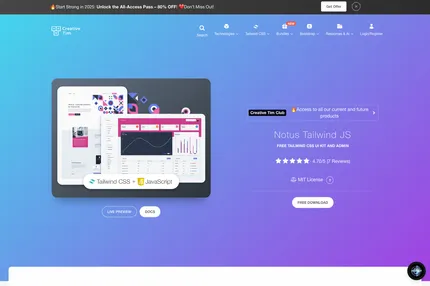 🔥Start Strong in 2025: Unlock the All-Access Pass – 60% OFF! ❤️Don't Miss Out!
Get Offer
Creative Tim
Search
Technologies
Tailwind CSS
Bundles
NEW
Bootstrap
Resources & AI
Login/Register
Creative Tim Club
🔥Access to all our current and future products
Notus Tailwind JS
FREE TAILWIND CSS UI KIT AND ADMIN
4.70/5 (7 Reviews)
MIT License
FREE DOWNLOAD
Tailwind CSS + JavaScript
LIVE PREVIEW
DOCS